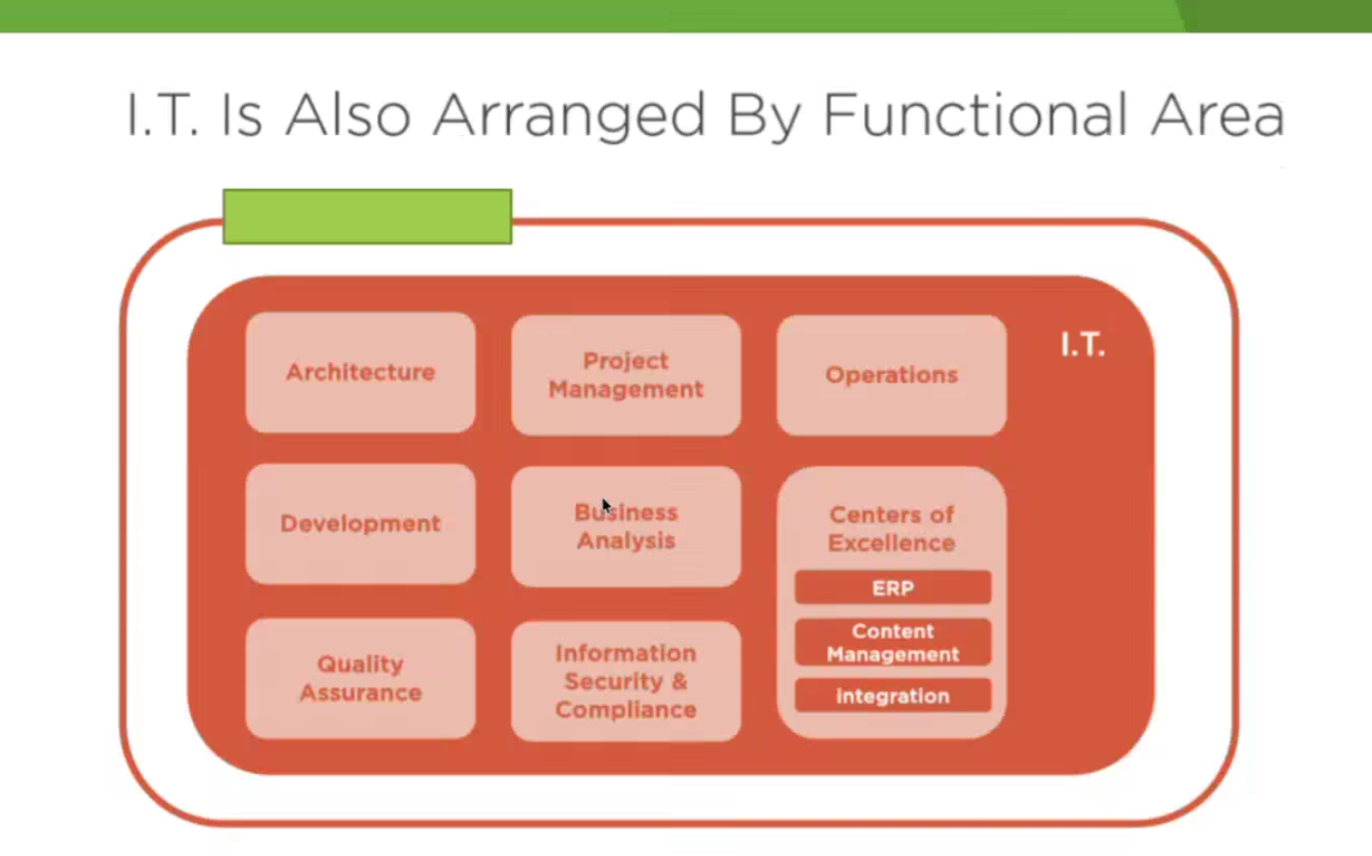 I.T. Is Also Arranged By Functional Area
I.T.
Architecture
Project
Management
Operations
Development
Business
Analysis
Centers of
Excellence
ERP
Content
Management
Integration
Quality
Assurance
Information
Security &
Compliance